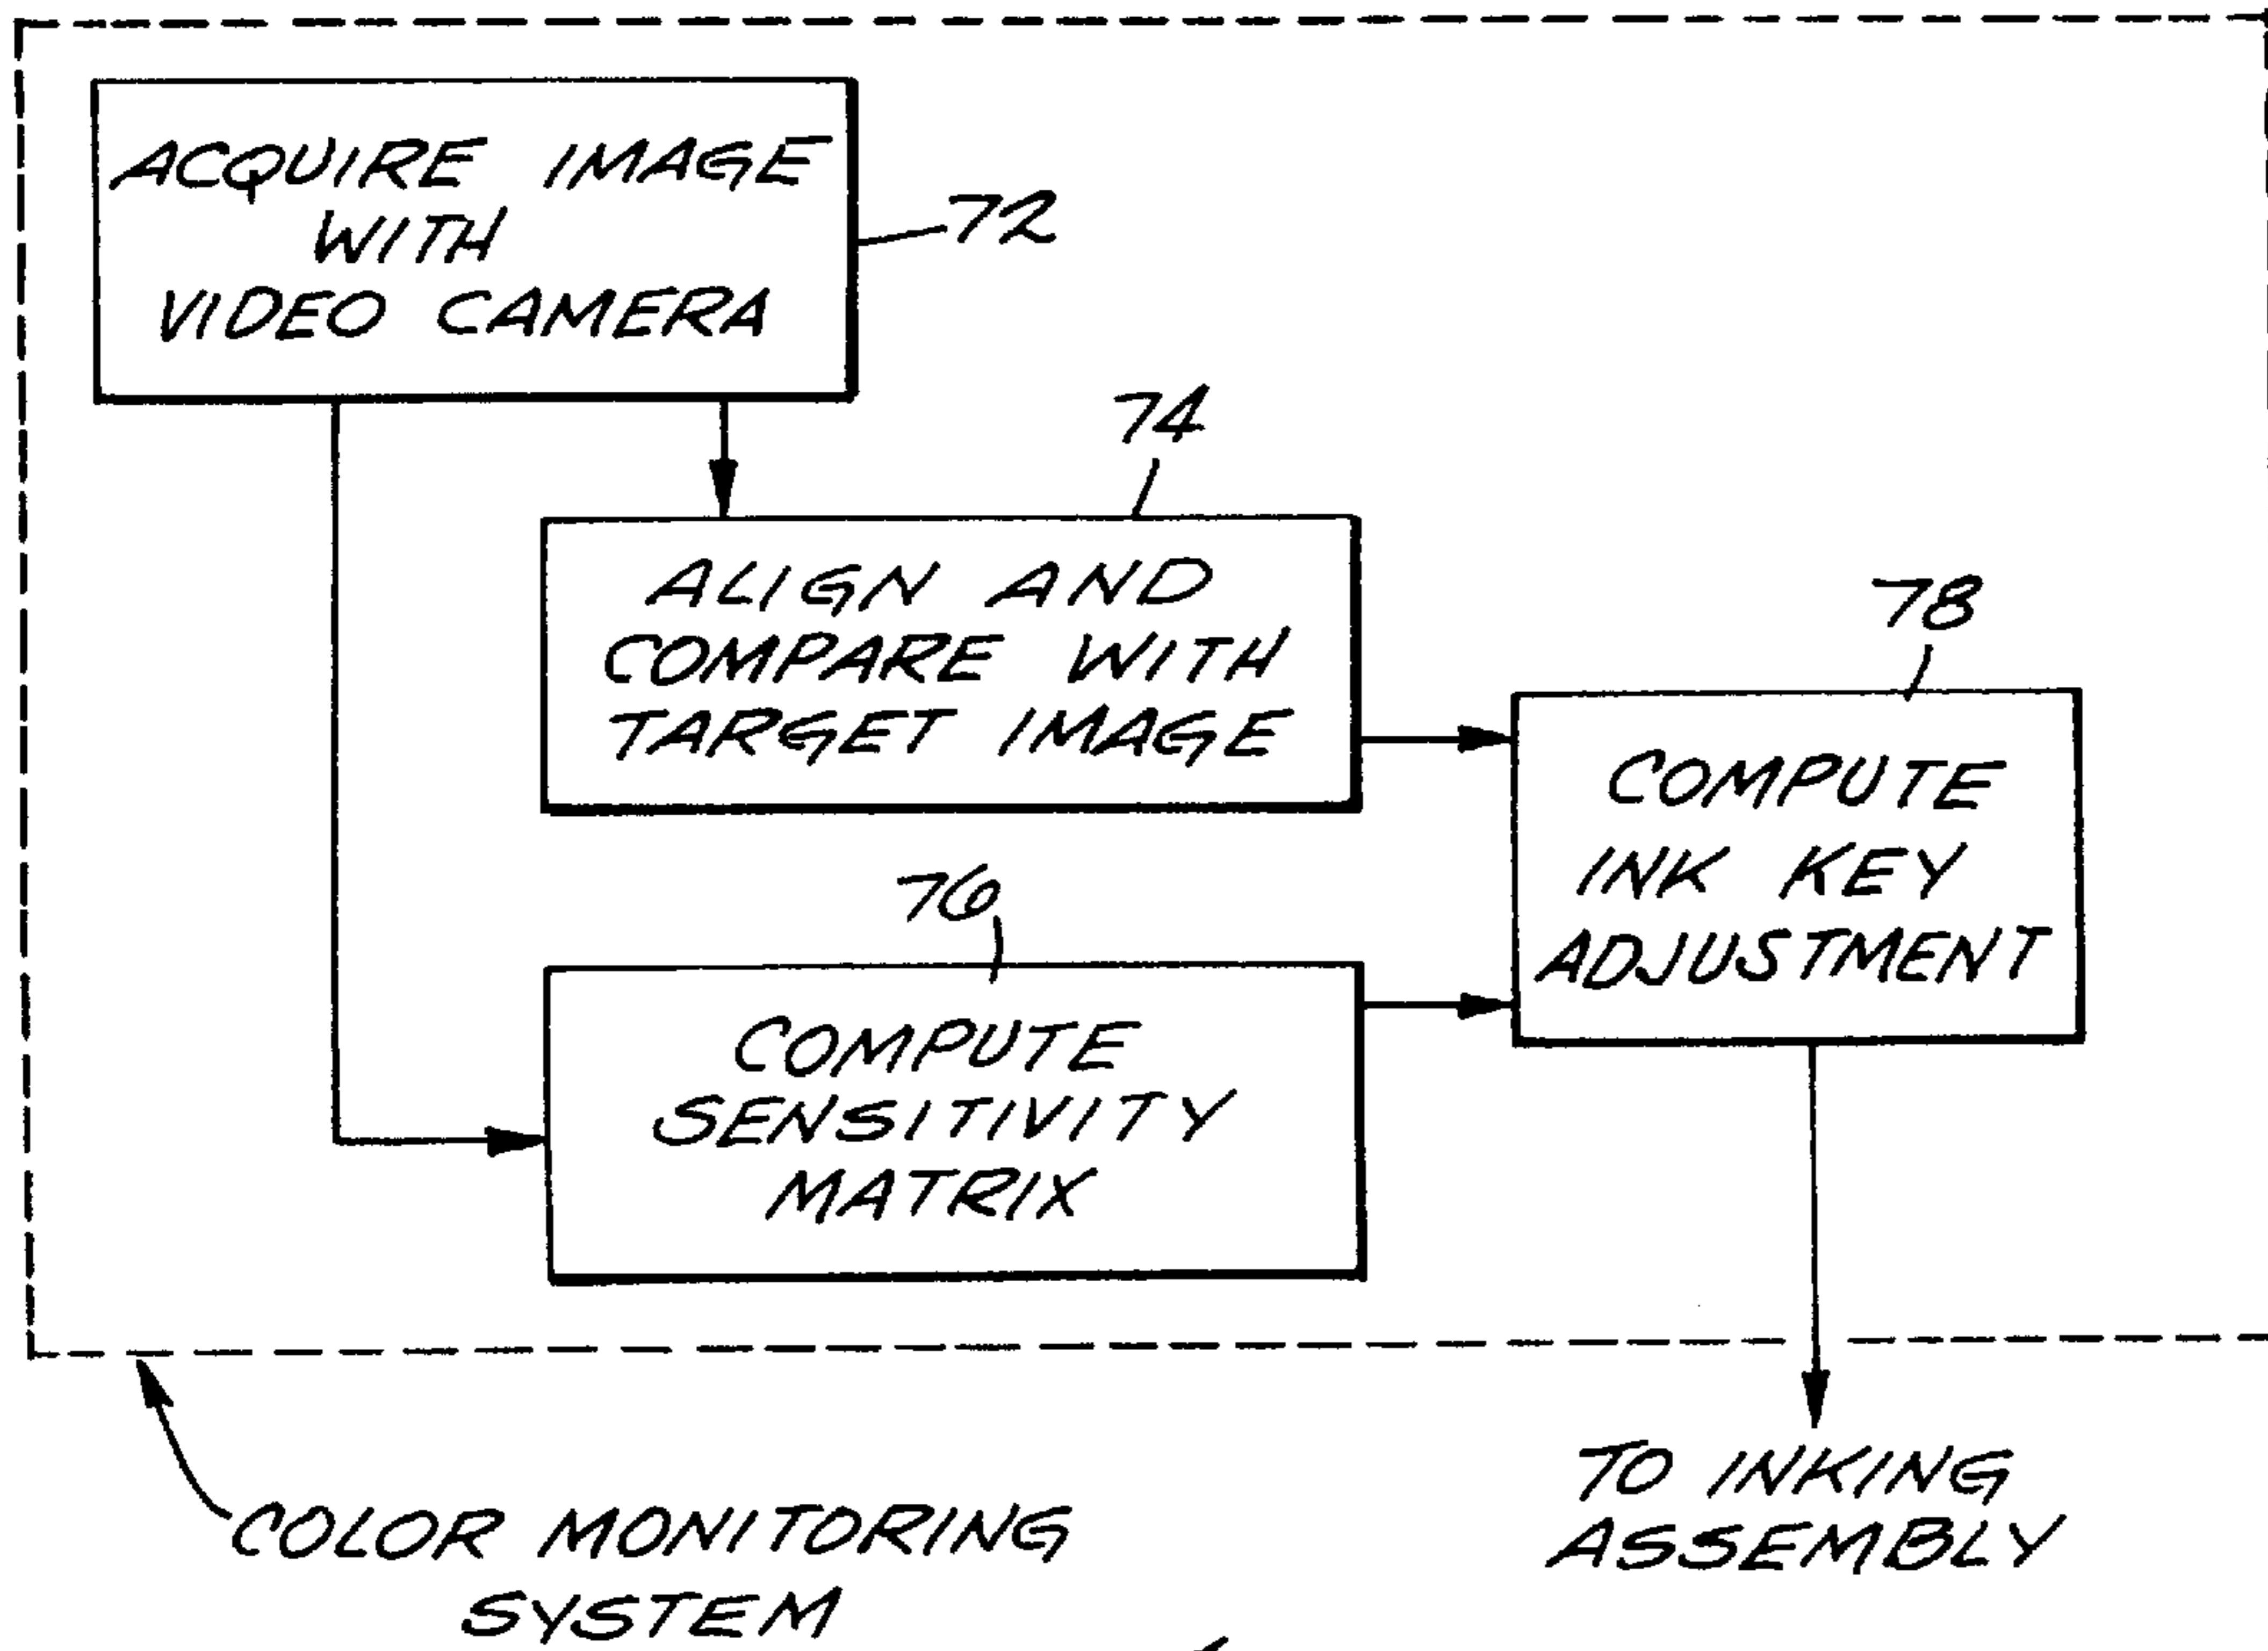 ACQUIRE IMAGE
WITH
VIDEO CAMERA
72
74
ALIGN AND
COMPARE WITH
TARGET IMAGE
78
COMPUTE
INK KEY
ADJUSTMENT
76
COMPUTE
SENSITIVITY
MATRIX
COLOR MONITORING
SYSTEM
TO INKING
ASSEMBLY